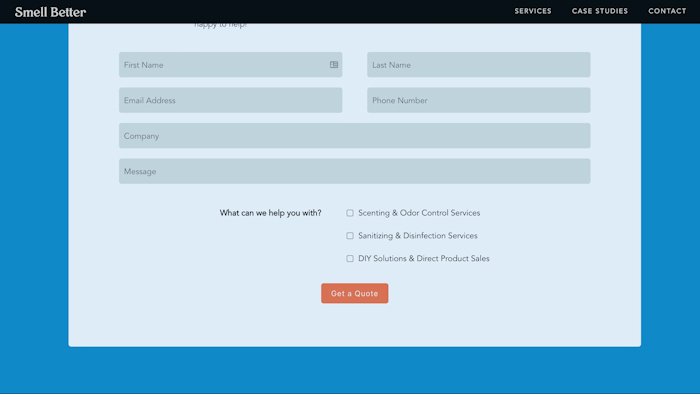 Smell Better
SERVICES CASE STUDIES CONTACT
happy to help!
First Name
Last Name
Email Address
Phone Number
Company
Message
What can we help you with?
Scenting & Odor Control Services
Sanitizing & Disinfection Services
DIY Solutions & Direct Product Sales
Get a Quote